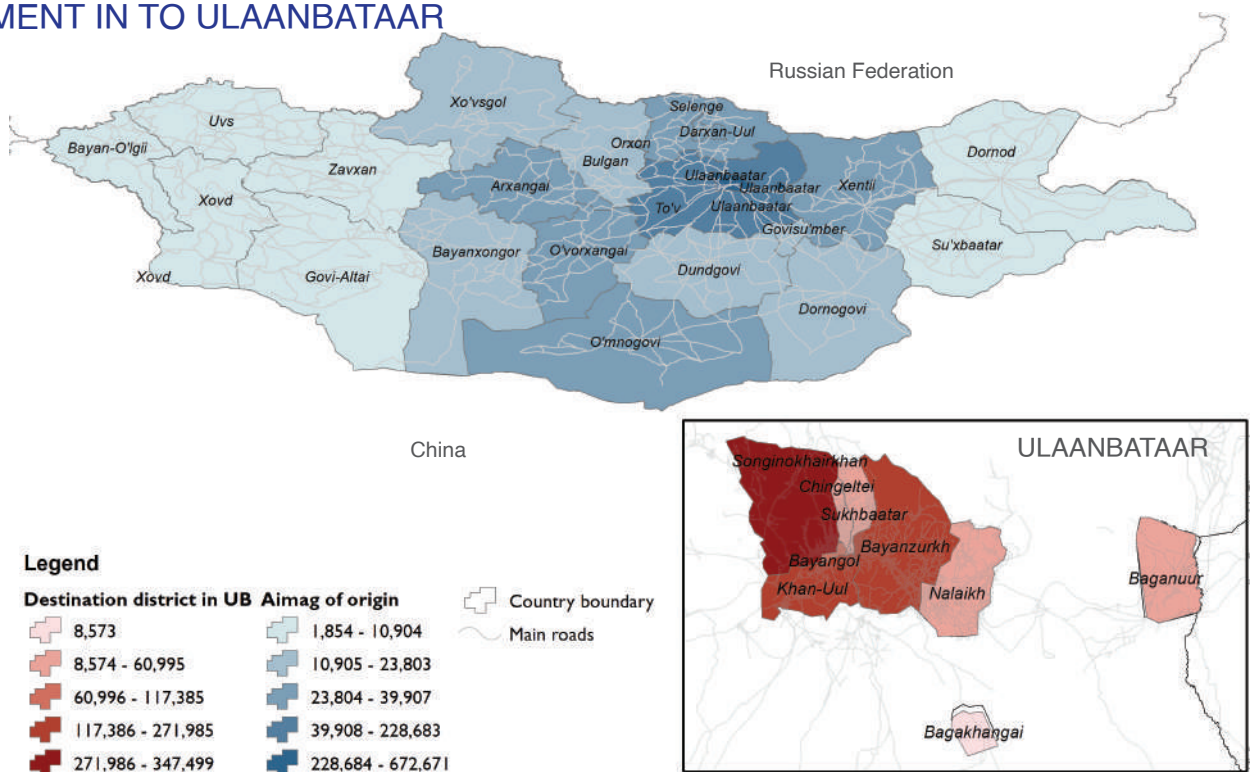 MENT IN TO ULAANBATAAR
Russian Federation
Xo'vsgol
Selenge
Uvs
Darxan-Uul
Bayan-O'lgii
Orxon
Dornod
Bulgan
Zavxan
Ulaanbaatar
Arxangai
Ulaanbaatar
Xentii
Xovd
To'v
Ulaanbaatar
Govisu'mber
Bayanxongor
O'vorxangai
Su'xbaatar
Dundgovi
Xovd
Govi-Altai
Dornogovi
O'mnogovi
China
ULAANBATAAR
Songinokhairkhan
Chingeltei
Sukhbaatar
Bayanzurkh
Bayangol
Khan-Uul
Nalaikh
Baganuur
Bagakhangai
Legend
Destination district in UB
8,573
8,574 - 60,995
60,996 - 117,385
117,386 - 271,985
271,986 - 347,499
Aimag of origin
1,854 - 10,904
10,905 - 23,803
23,804 - 39,907
39,908 - 228,683
228,684 - 672,671
Country boundary
Main roads